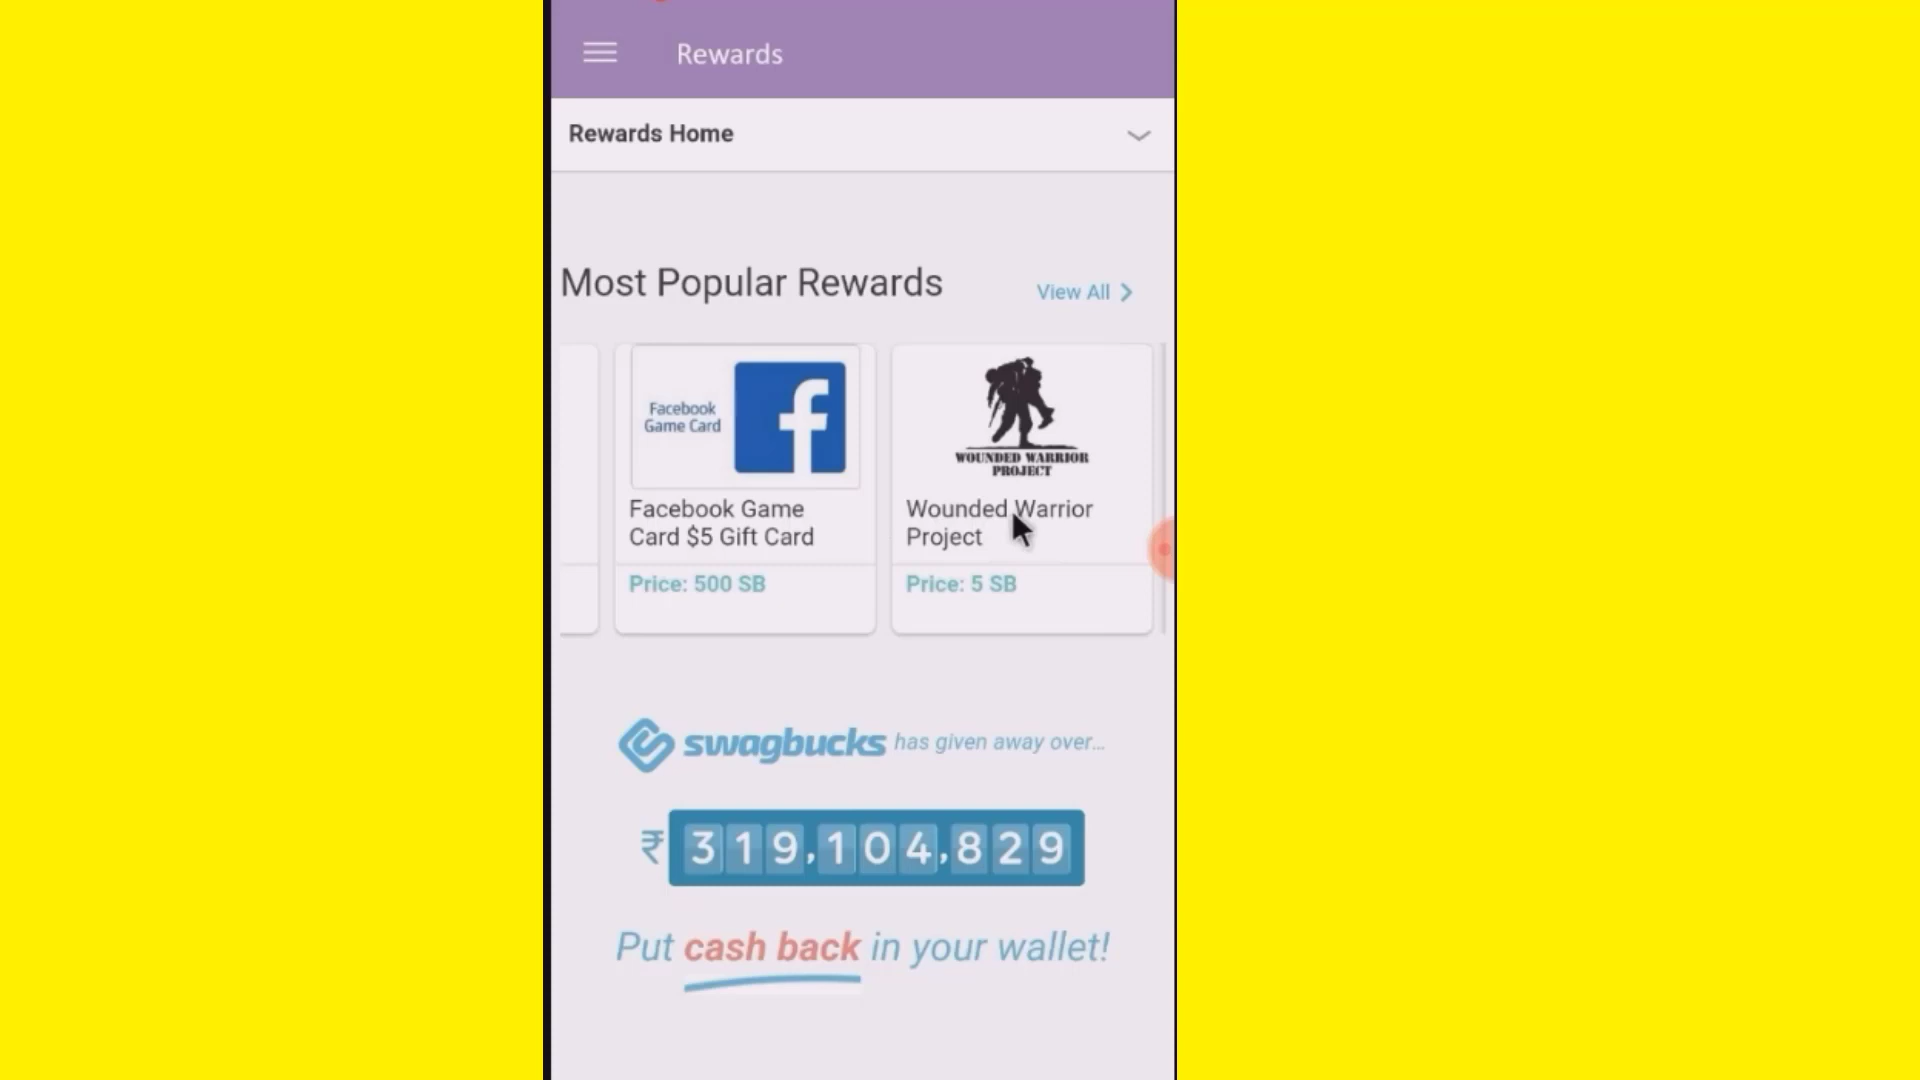 Rewards
Rewards Home
Most Popular Rewards
View All
Facebook
Game Card
Facebook Game
Card $5 Gift Card
Price: 500 SB
WOUNDED WARRIOR
PROJECT
Wounded Warrior
Project
Price: 5 SB
swagbucks has given away over...
₹ 319,104,829
Put cash back in your wallet!